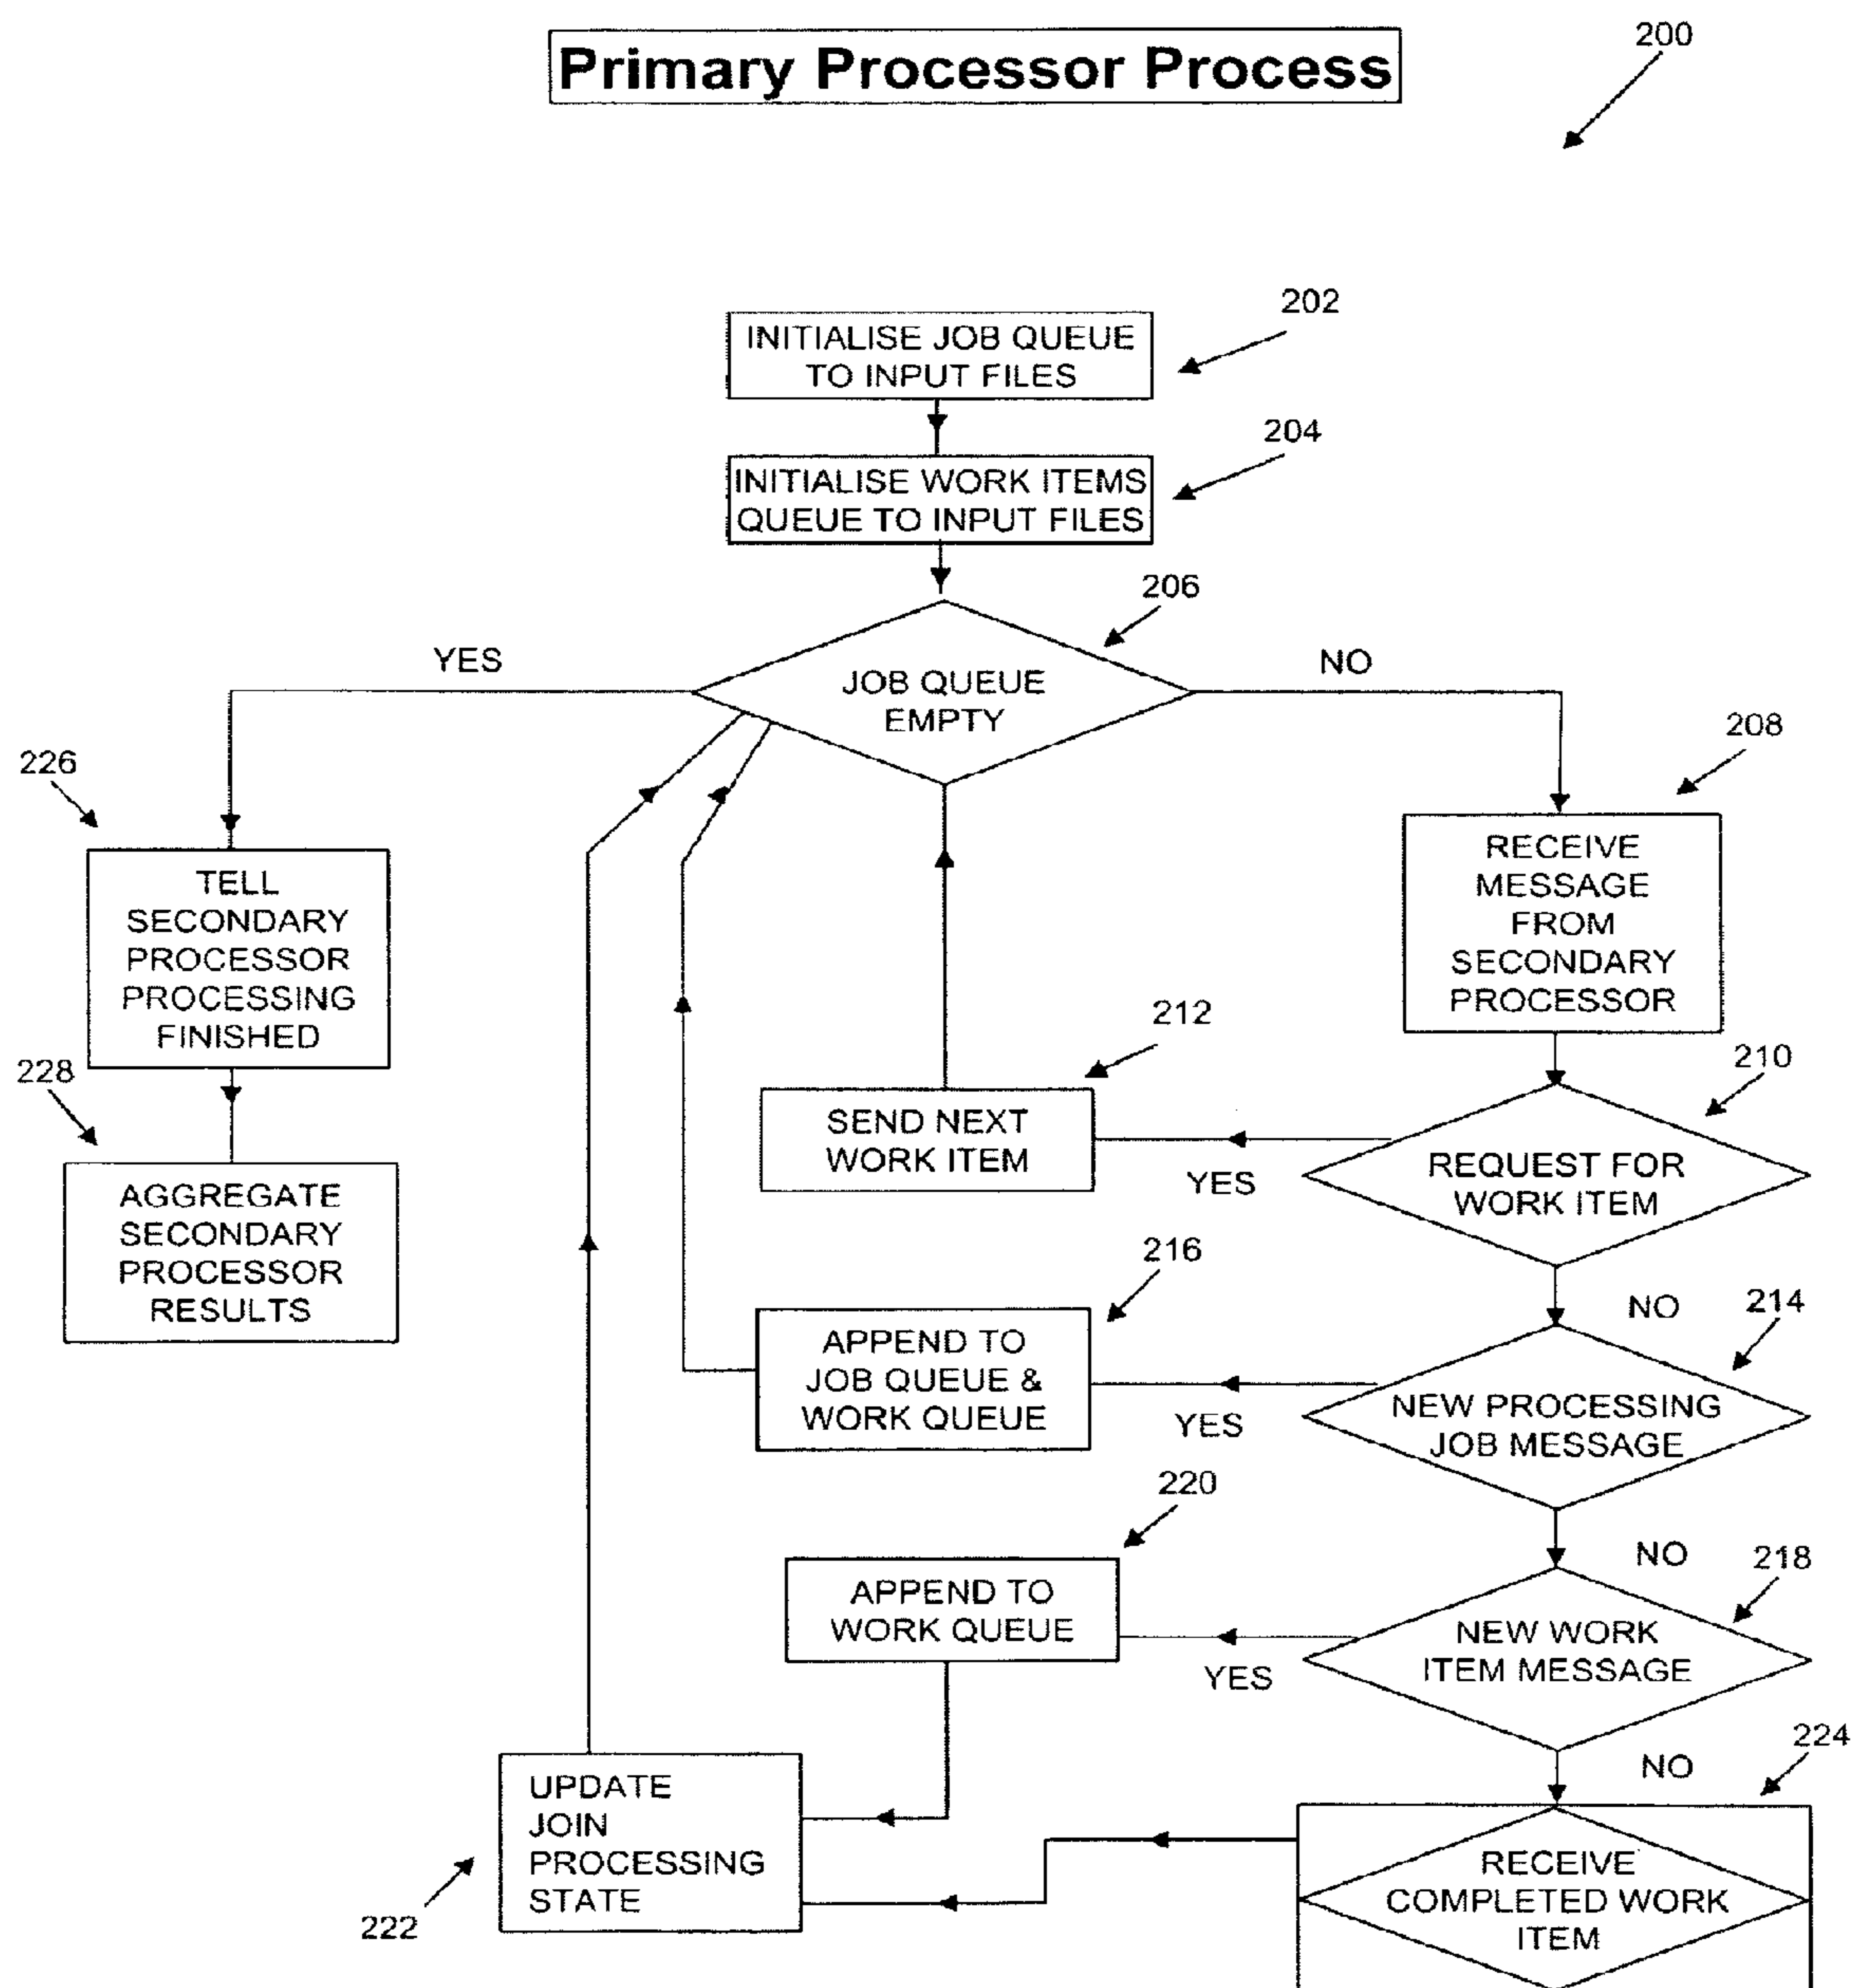 Primary Processor Process
200
202
INITIALISE JOB QUEUE
TO INPUT FILES
204
INITIALISE WORK ITEMS
QUEUE TO INPUT FILES
206
YES
JOB QUEUE
EMPTY
NO
208
226
TELL
SECONDARY
PROCESSOR
PROCESSING
FINISHED
RECEIVE
MESSAGE
FROM
SECONDARY
PROCESSOR
212
210
228
SEND NEXT
WORK ITEM
YES
REQUEST FOR
WORK ITEM
AGGREGATE
SECONDARY
PROCESSOR
RESULTS
216
NO
214
APPEND TO
JOB QUEUE &
WORK QUEUE
YES
NEW PROCESSING
JOB MESSAGE
220
NO
218
APPEND TO
WORK QUEUE
YES
NEW WORK
ITEM MESSAGE
224
NO
UPDATE
JOIN
PROCESSING
STATE
222
RECEIVE
COMPLETED WORK
ITEM